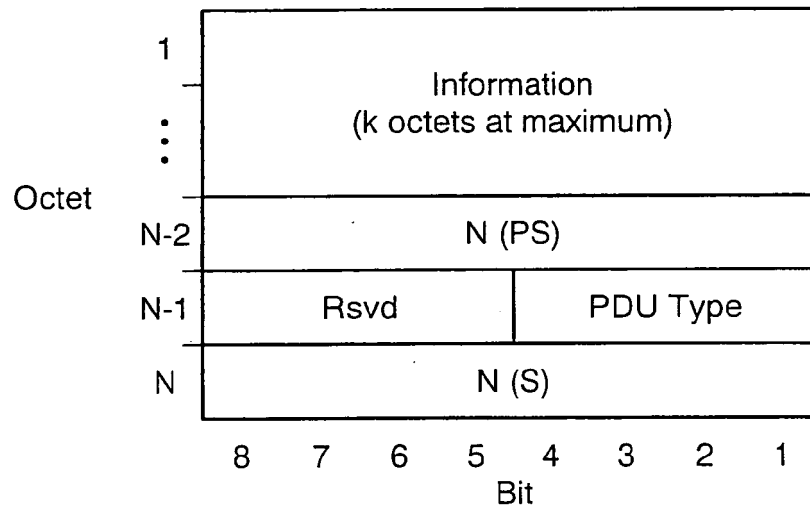 1
Information
(k octets at maximum)
Octet
N-2
N (PS)
N-1
Rsvd
PDU Type
N
N (S)
8 7 6 5 4 3 2 1
Bit